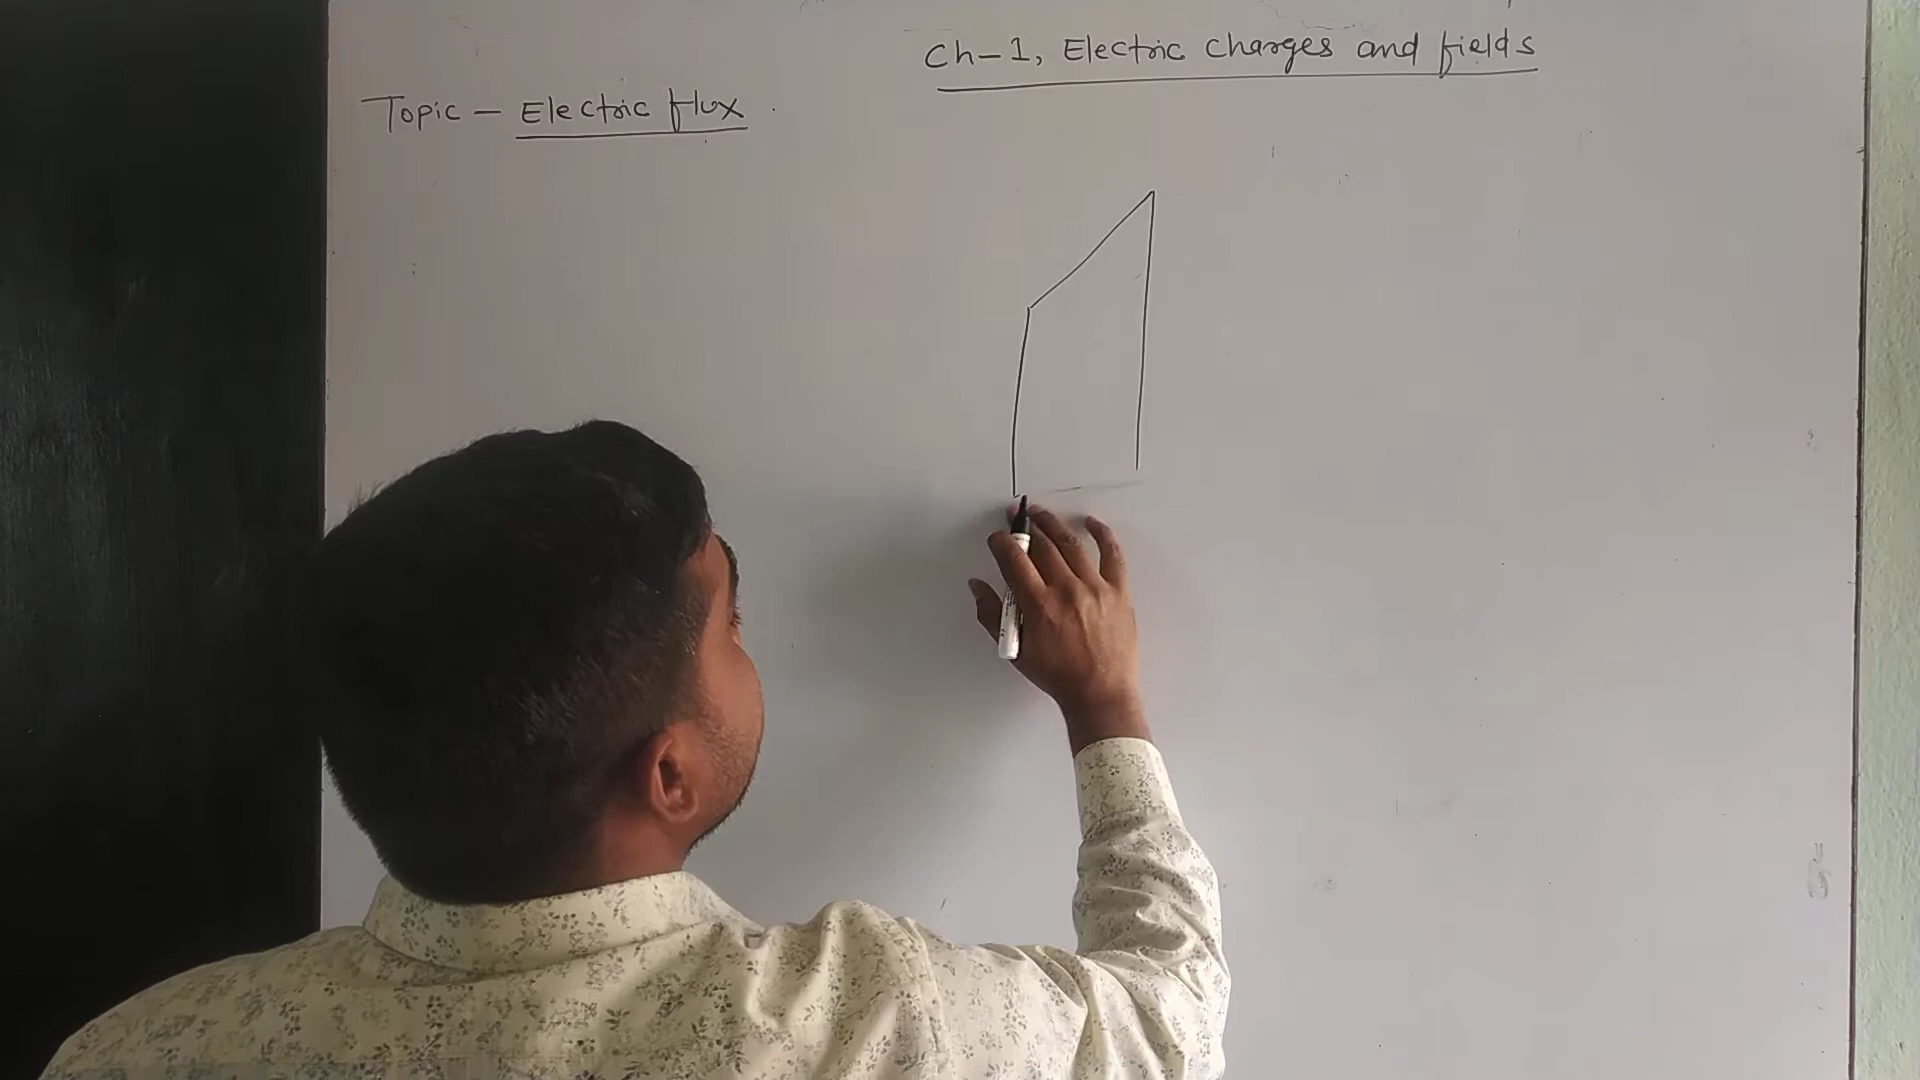 Ch-1, Electric charges and fields
Topic - Electric flux